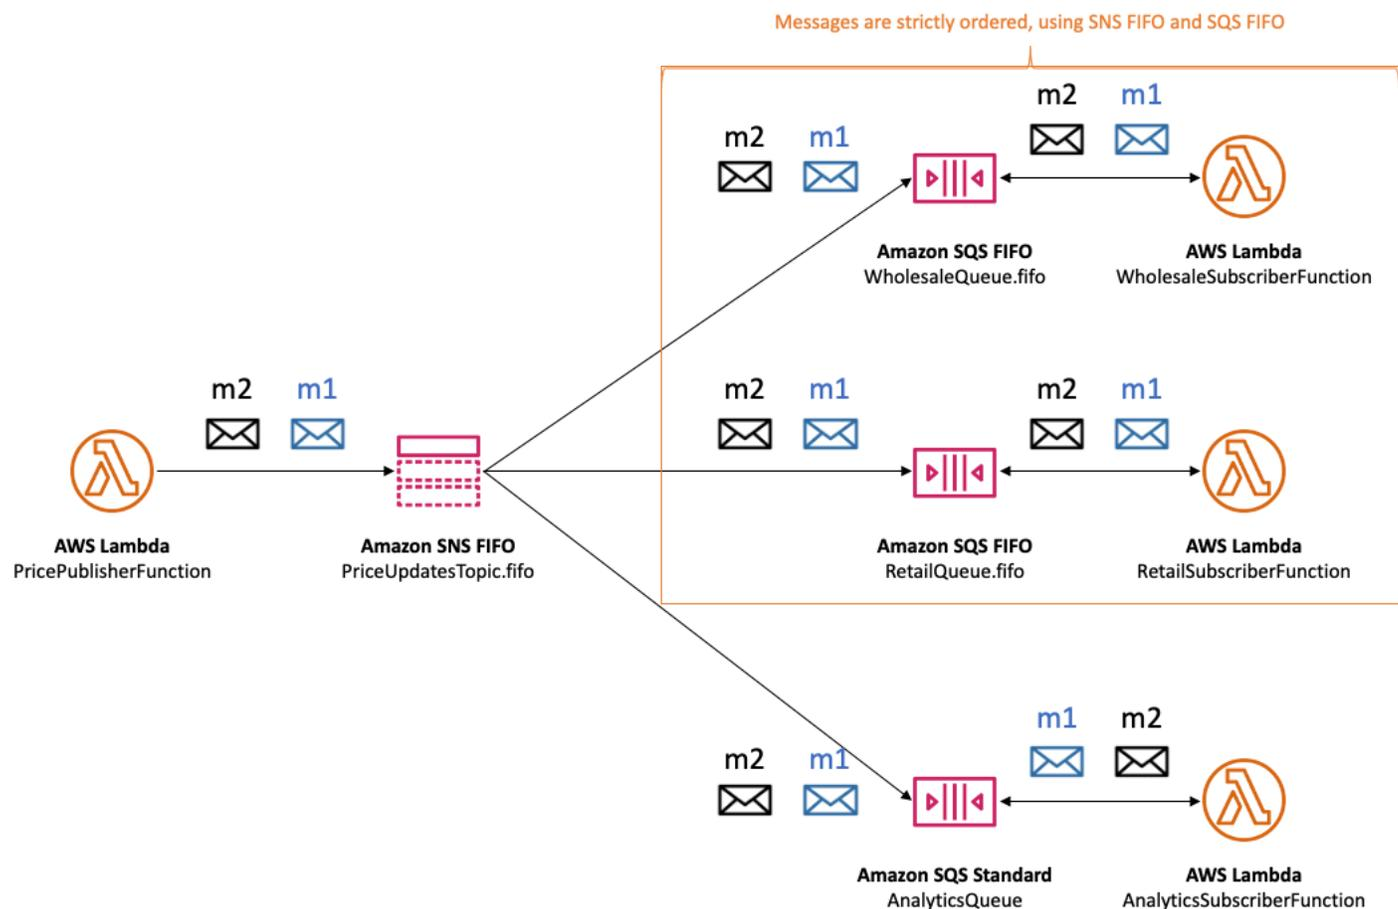 Messages are strictly ordered, using SNS FIFO and SQS FIFO
m2 m1
m2 m1
Amazon SQS FIFO
WholesaleQueue.fifo
AWS Lambda
WholesaleSubscriberFunction
m2 m1
m2 m1
m2 m1
AWS Lambda
PricePublisherFunction
Amazon SNS FIFO
PriceUpdatesTopic.fifo
Amazon SQS FIFO
RetailQueue.fifo
AWS Lambda
RetailSubscriberFunction
m2 m1
m1 m2
Amazon SQS Standard
AnalyticsQueue
AWS Lambda
AnalyticsSubscriberFunction